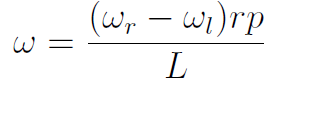 ω = (ω_r − ω_l)rp / L